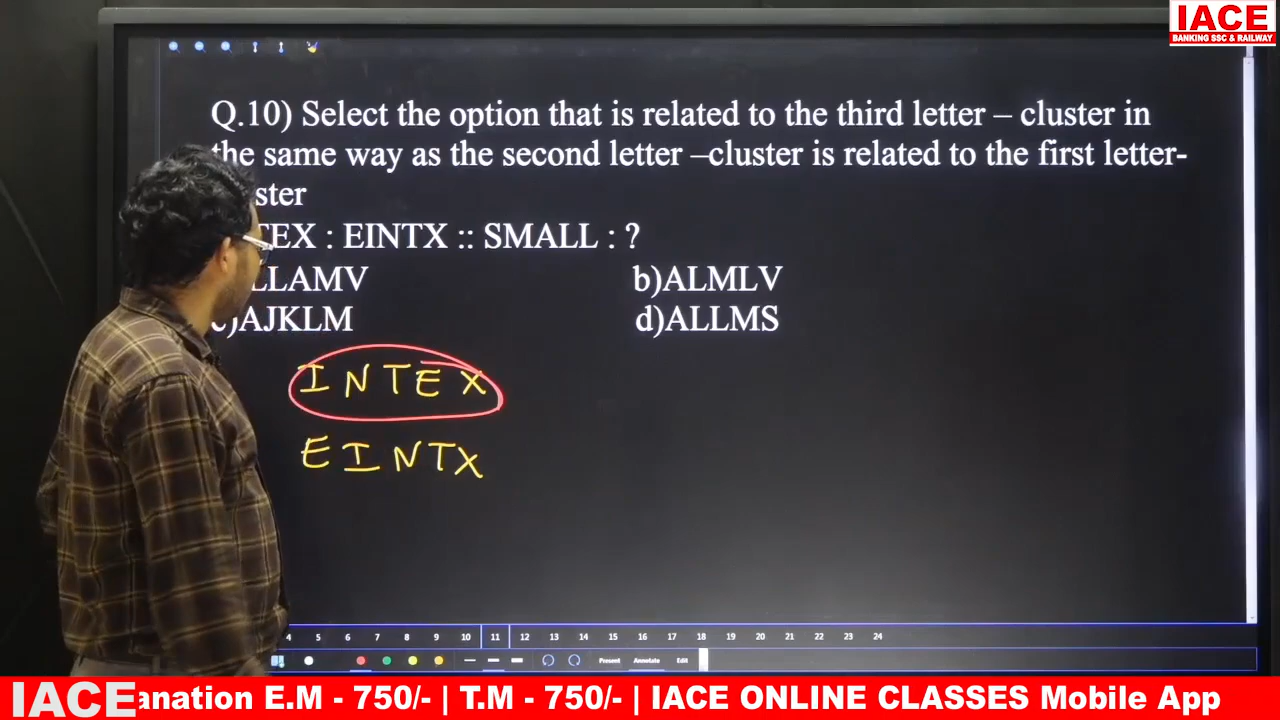 IACE
BANKING SSC & RAILWAY
Q.10) Select the option that is related to the third letter – cluster in
the same way as the second letter –cluster is related to the first letter-
TEX : EINTX :: SMALL : ?
LLAMV b)ALMLV
c)AJKLM d)ALLMS
INTEX
EINTX
4 5 6 7 8 9 10 11 12 13 14 15 16 17 18 19 20 21 22 23 24
Present Annotate Edit
IACE anation E.M - 750/- | T.M - 750/- | IACE ONLINE CLASSES Mobile App